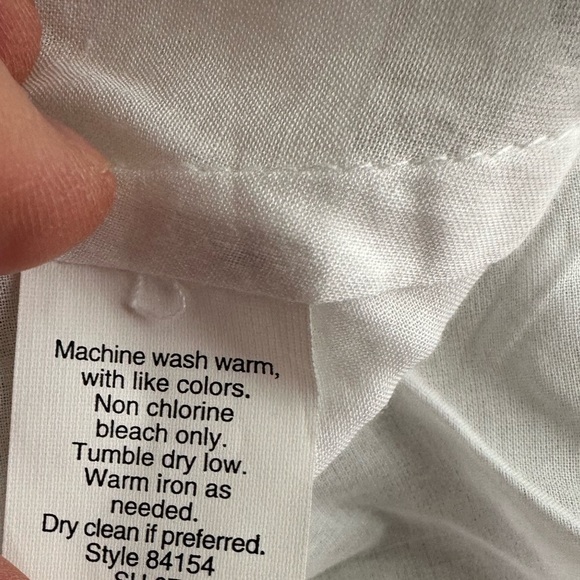 Machine wash warm,
with like colors.
Non chlorine
bleach only.
Tumble dry low.
Warm iron as
needed.
Dry clean if preferred.
Style 84154